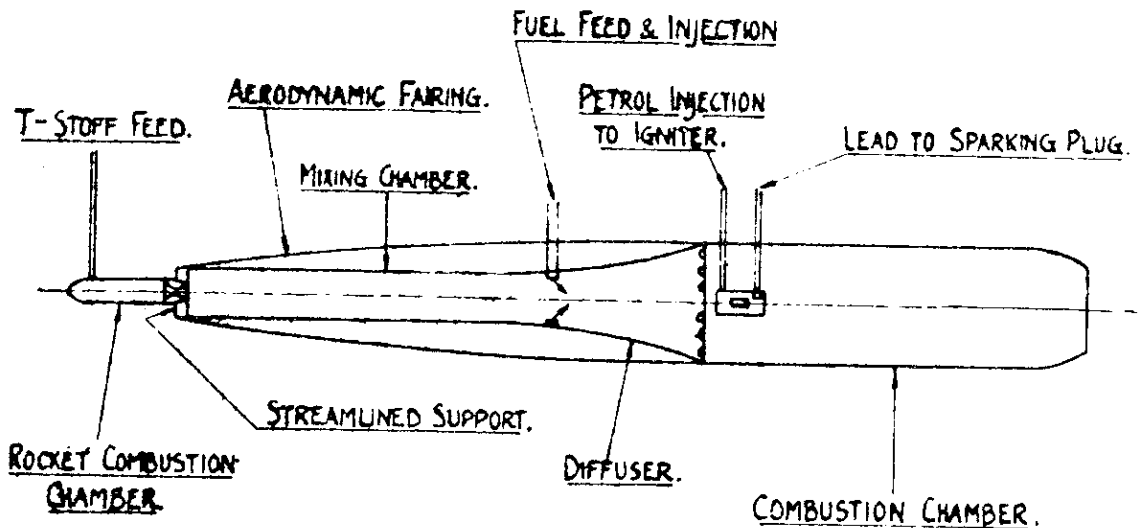 FUEL FEED & INJECTION
AERODYNAMIC FAIRING.
PETROL INJECTION
TO IGNITER.
T-STOFF FEED.
LEAD TO SPARKING PLUG.
MIXING CHAMBER.
STREAMLINED SUPPORT.
ROCKET COMBUSTION
CHAMBER
DIFFUSER.
COMBUSTION CHAMBER.